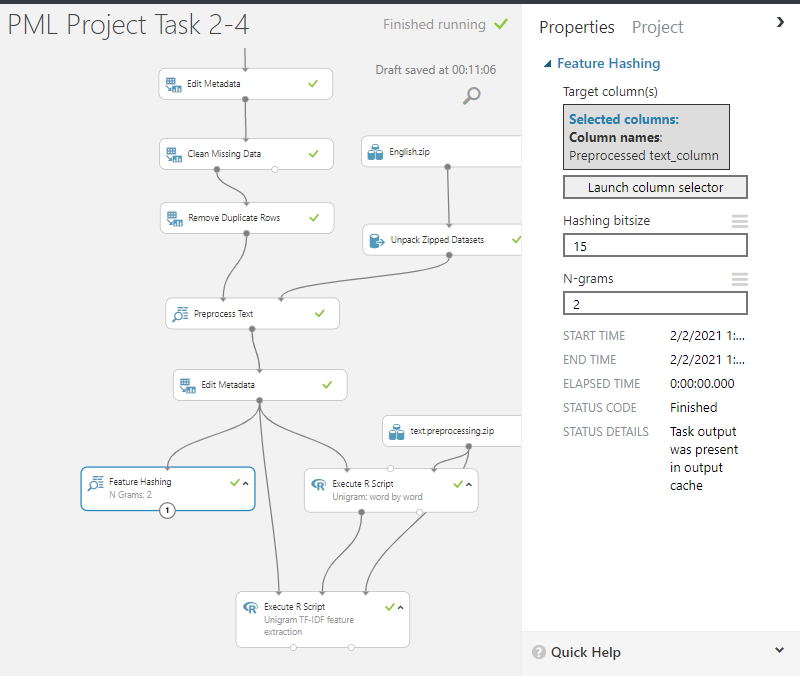 PML Project Task 2-4
Finished running
Draft saved at 00:11:06
Edit Metadata
Clean Missing Data
English.zip
Remove Duplicate Rows
Unpack Zipped Datasets
Preprocess Text
Edit Metadata
text.preprocessing.zip
Feature Hashing
N Grams: 2
1
Execute R Script
Unigram: word by word
Execute R Script
Unigram TF-IDF feature
extraction
Properties Project
Feature Hashing
Target column(s)
Selected columns:
Column names:
Preprocessed text_column
Launch column selector
Hashing bitsize
15
N-grams
2
START TIME 2/2/2021 1:...
END TIME 2/2/2021 1:...
ELAPSED TIME 0:00:00.000
STATUS CODE Finished
STATUS DETAILS Task output
was present
in output
cache
? Quick Help